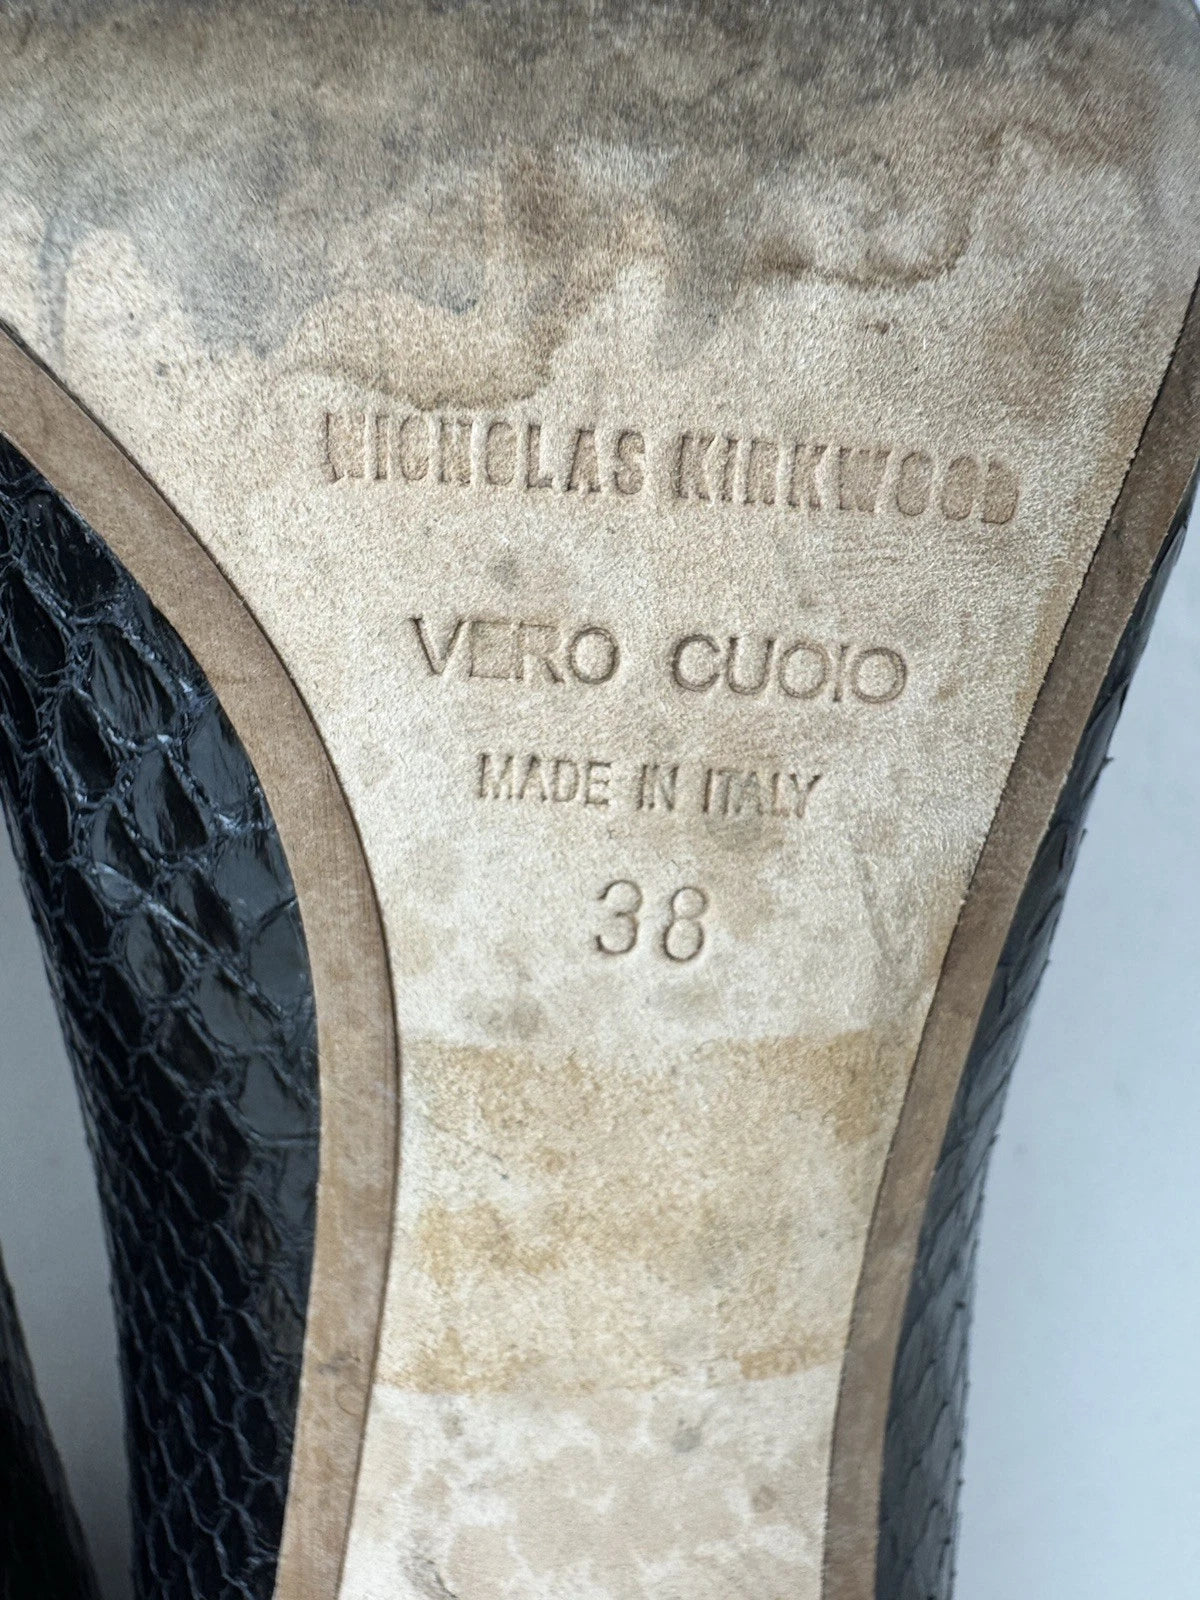 NICHOLAS KIRKWOOD
VERO CUOIO
MADE IN ITALY
38